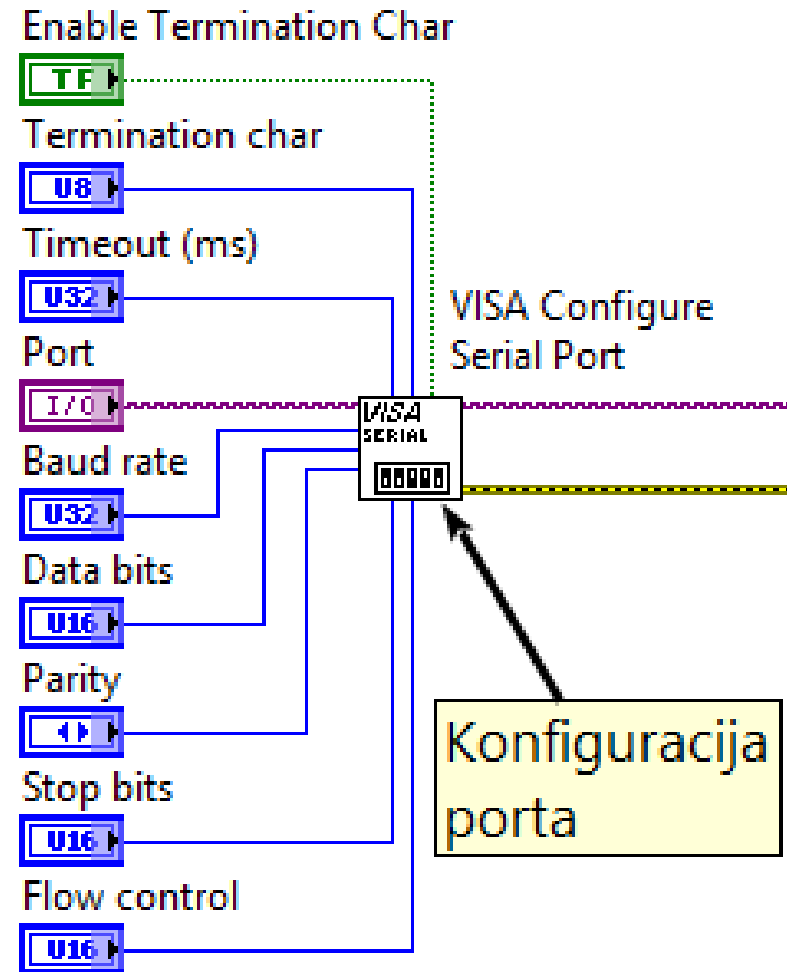 Enable Termination Char
TF
Termination char
U8
Timeout (ms)
U32
VISA Configure
Serial Port
Port
I/O
VISA
SERIAL
Baud rate
U32
Data bits
U16
Parity
Konfiguracija
porta
Stop bits
U16
Flow control
U16